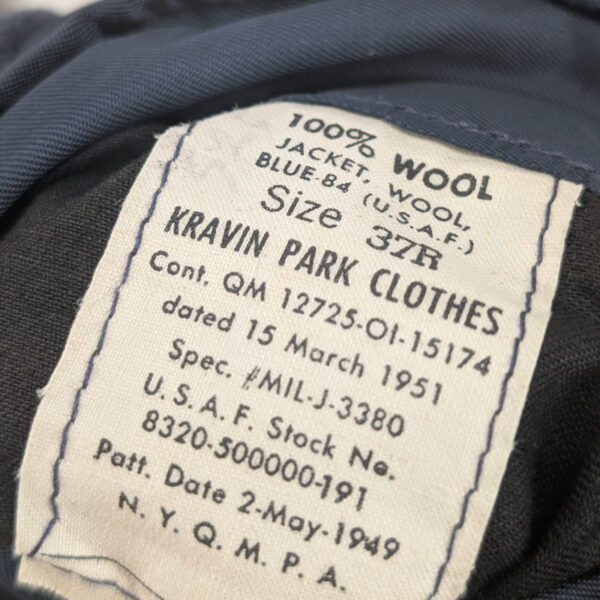 100% WOOL
JACKET, WOOL,
BLUE-84 (U.S.A.F.)
Size 37R
KRAVIN PARK CLOTHES
Cont. QM 12725-OI-15174
dated 15 March 1951
Spec. #MIL-J-3380
U.S.A.F. Stock No.
8320-500000-191
Patt. Date 2-May-1949
N. Y. Q. M. P. A.